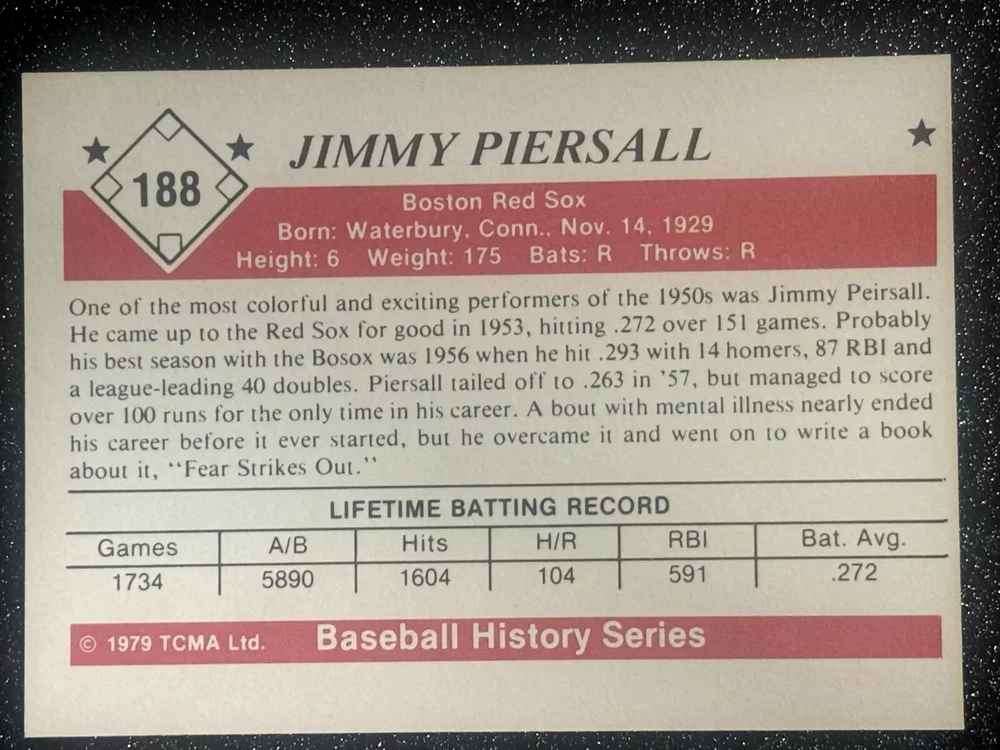 188
JIMMY PIERSALL
Boston Red Sox
Born: Waterbury, Conn., Nov. 14, 1929
Height: 6 Weight: 175 Bats: R Throws: R
One of the most colorful and exciting performers of the 1950s was Jimmy Peirsall.
He came up to the Red Sox for good in 1953, hitting .272 over 151 games. Probably
his best season with the Bosox was 1956 when he hit .293 with 14 homers, 87 RBI and
a league-leading 40 doubles. Piersall tailed off to .263 in '57, but managed to score
over 100 runs for the only time in his career. A bout with mental illness nearly ended
his career before it ever started, but he overcame it and went on to write a book
about it, “Fear Strikes Out.”
LIFETIME BATTING RECORD
Games A/B Hits H/R RBI Bat. Avg.
1734 5890 1604 104 591 .272
© 1979 TCMA Ltd. Baseball History Series